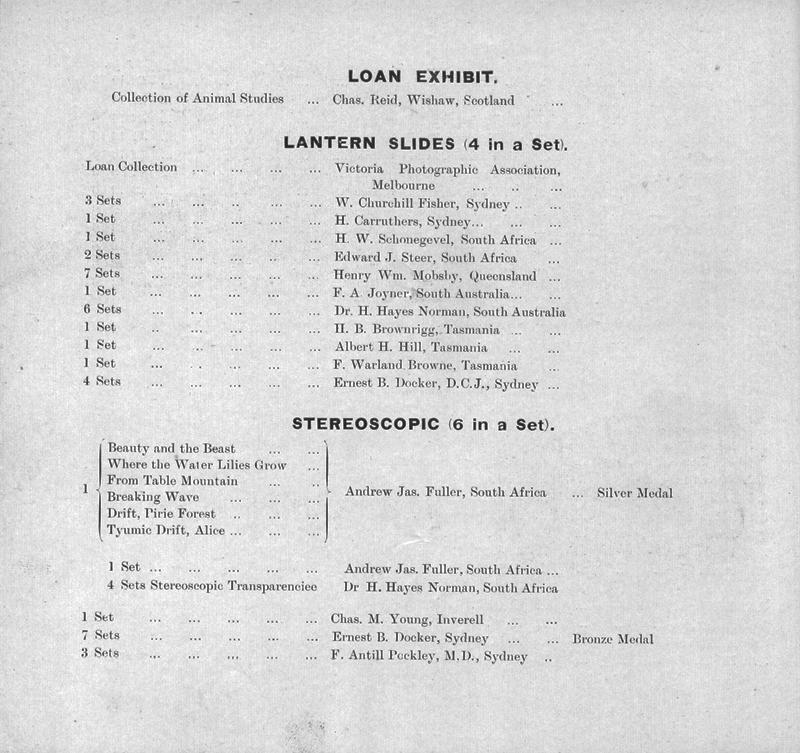 LOAN EXHIBIT.
Collection of Animal Studies ... Chas. Reid, Wishaw, Scotland ...
LANTERN SLIDES (4 in a Set).
Loan Collection ... ... ... ... Victoria Photographic Association,
Melbourne ... .. ...
3 Sets ... ... .. ... ... W. Churchill Fisher, Sydney .. ...
1 Set ... ... ... ... ... H. Carruthers, Sydney... ... ...
1 Set ... ... ... ... ... H. W. Schonegevel, South Africa ...
2 Sets ... ... ... ... ... Edward J. Steer, South Africa ...
7 Sets ... ... ... ... ... Henry Wm. Mobsby, Queensland ...
1 Set ... ... ... ... ... F. A Joyner, South Australia... ...
6 Sets ... .. ... ... ... Dr. H. Hayes Norman, South Australia
1 Set .. ... ... ... ... H. B. Brownrigg, Tasmania ... ...
1 Set ... ... ... ... ... Albert H. Hill, Tasmania ... ...
1 Set ... . ... ... ... F. Warland Browne, Tasmania ...
4 Sets ... ... ... ... ... Ernest B. Docker, D.C.J., Sydney ...
STEREOSCOPIC (6 in a Set).
Beauty and the Beast ... ...
Where the Water Lilies Grow ...
From Table Mountain ... ..
1 Breaking Wave ... ... ... Andrew Jas. Fuller, South Africa ... Silver Medal
Drift, Pirie Forest .. ... ...
Tyumic Drift, Alice ... ... ...
1 Set ... ... ... ... ... Andrew Jas. Fuller, South Africa ...
4 Sets Stereoscopic Transparenciec Dr H. Hayes Norman, South Africa
1 Set ... ... ... ... ... Chas. M. Young, Inverell ... ...
7 Sets ... ... ... ... ... Ernest B. Docker, Sydney ... ... Bronze Medal
3 Sets ... ... ... ... ... F. Antill Pockley, M.D., Sydney ..